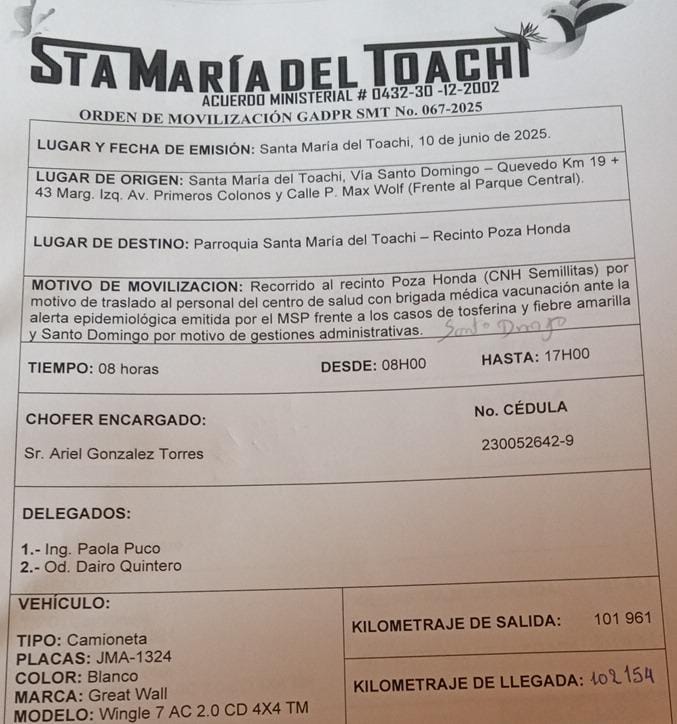 STA MARÍA DEL TOACHI
ACUERDO MINISTERIAL # 0432-30 -12-2002
ORDEN DE MOVILIZACIÓN GADPR SMT No. 067-2025
LUGAR Y FECHA DE EMISIÓN: Santa María del Toachi, 10 de junio de 2025.
LUGAR DE ORIGEN: Santa María del Toachi, Vía Santo Domingo – Quevedo Km 19 +
43 Marg. Izq. Av. Primeros Colonos y Calle P. Max Wolf (Frente al Parque Central).
LUGAR DE DESTINO: Parroquia Santa María del Toachi – Recinto Poza Honda
MOTIVO DE MOVILIZACION: Recorrido al recinto Poza Honda (CNH Semillitas) por
motivo de traslado al personal del centro de salud con brigada médica vacunación ante la
alerta epidemiológica emitida por el MSP frente a los casos de tosferina y fiebre amarilla
y Santo Domingo por motivo de gestiones administrativas. Santo
TIEMPO: 08 horas DESDE: 08H00 HASTA: 17H00
CHOFER ENCARGADO: No. CÉDULA
Sr. Ariel Gonzalez Torres 230052642-9
DELEGADOS:
1.- Ing. Paola Puco
2.- Od. Dairo Quintero
VEHÍCULO:
TIPO: Camioneta
PLACAS: JMA-1324
COLOR: Blanco
MARCA: Great Wall
MODELO: Wingle 7 AC 2.0 CD 4X4 TM
KILOMETRAJE DE SALIDA: 101 961
KILOMETRAJE DE LLEGADA: 102 154